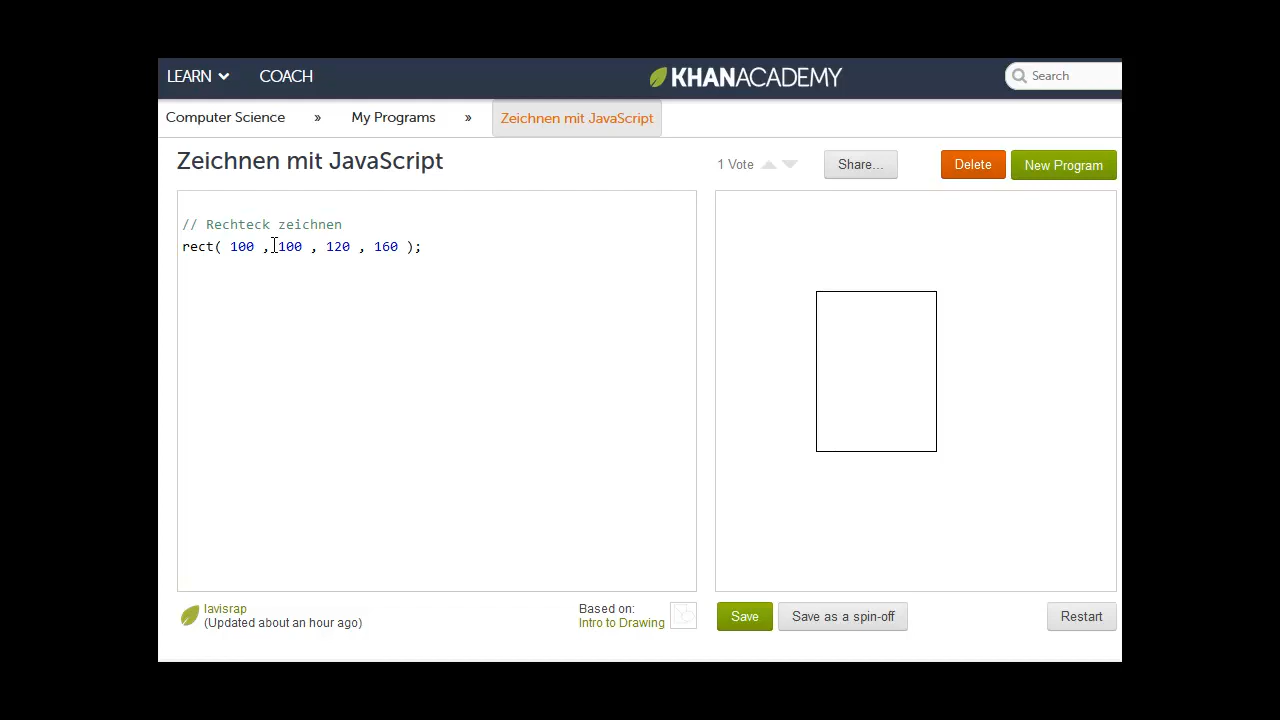 LEARN COACH KHANACADEMY Search
Computer Science » My Programs » Zeichnen mit JavaScript
Zeichnen mit JavaScript 1 Vote Share... Delete New Program
// Rechteck zeichnen
rect( 100 , 100 , 120 , 160 );
lavisrap
(Updated about an hour ago)
Based on:
Intro to Drawing
Save Save as a spin-off Restart